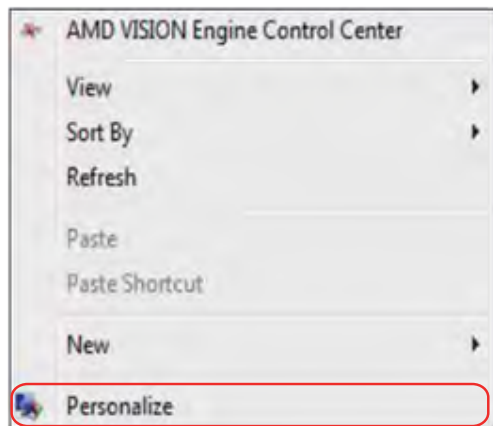 AMD VISION Engine Control Center
View
Sort By
Refresh
Paste
Paste Shortcut
New
Personalize